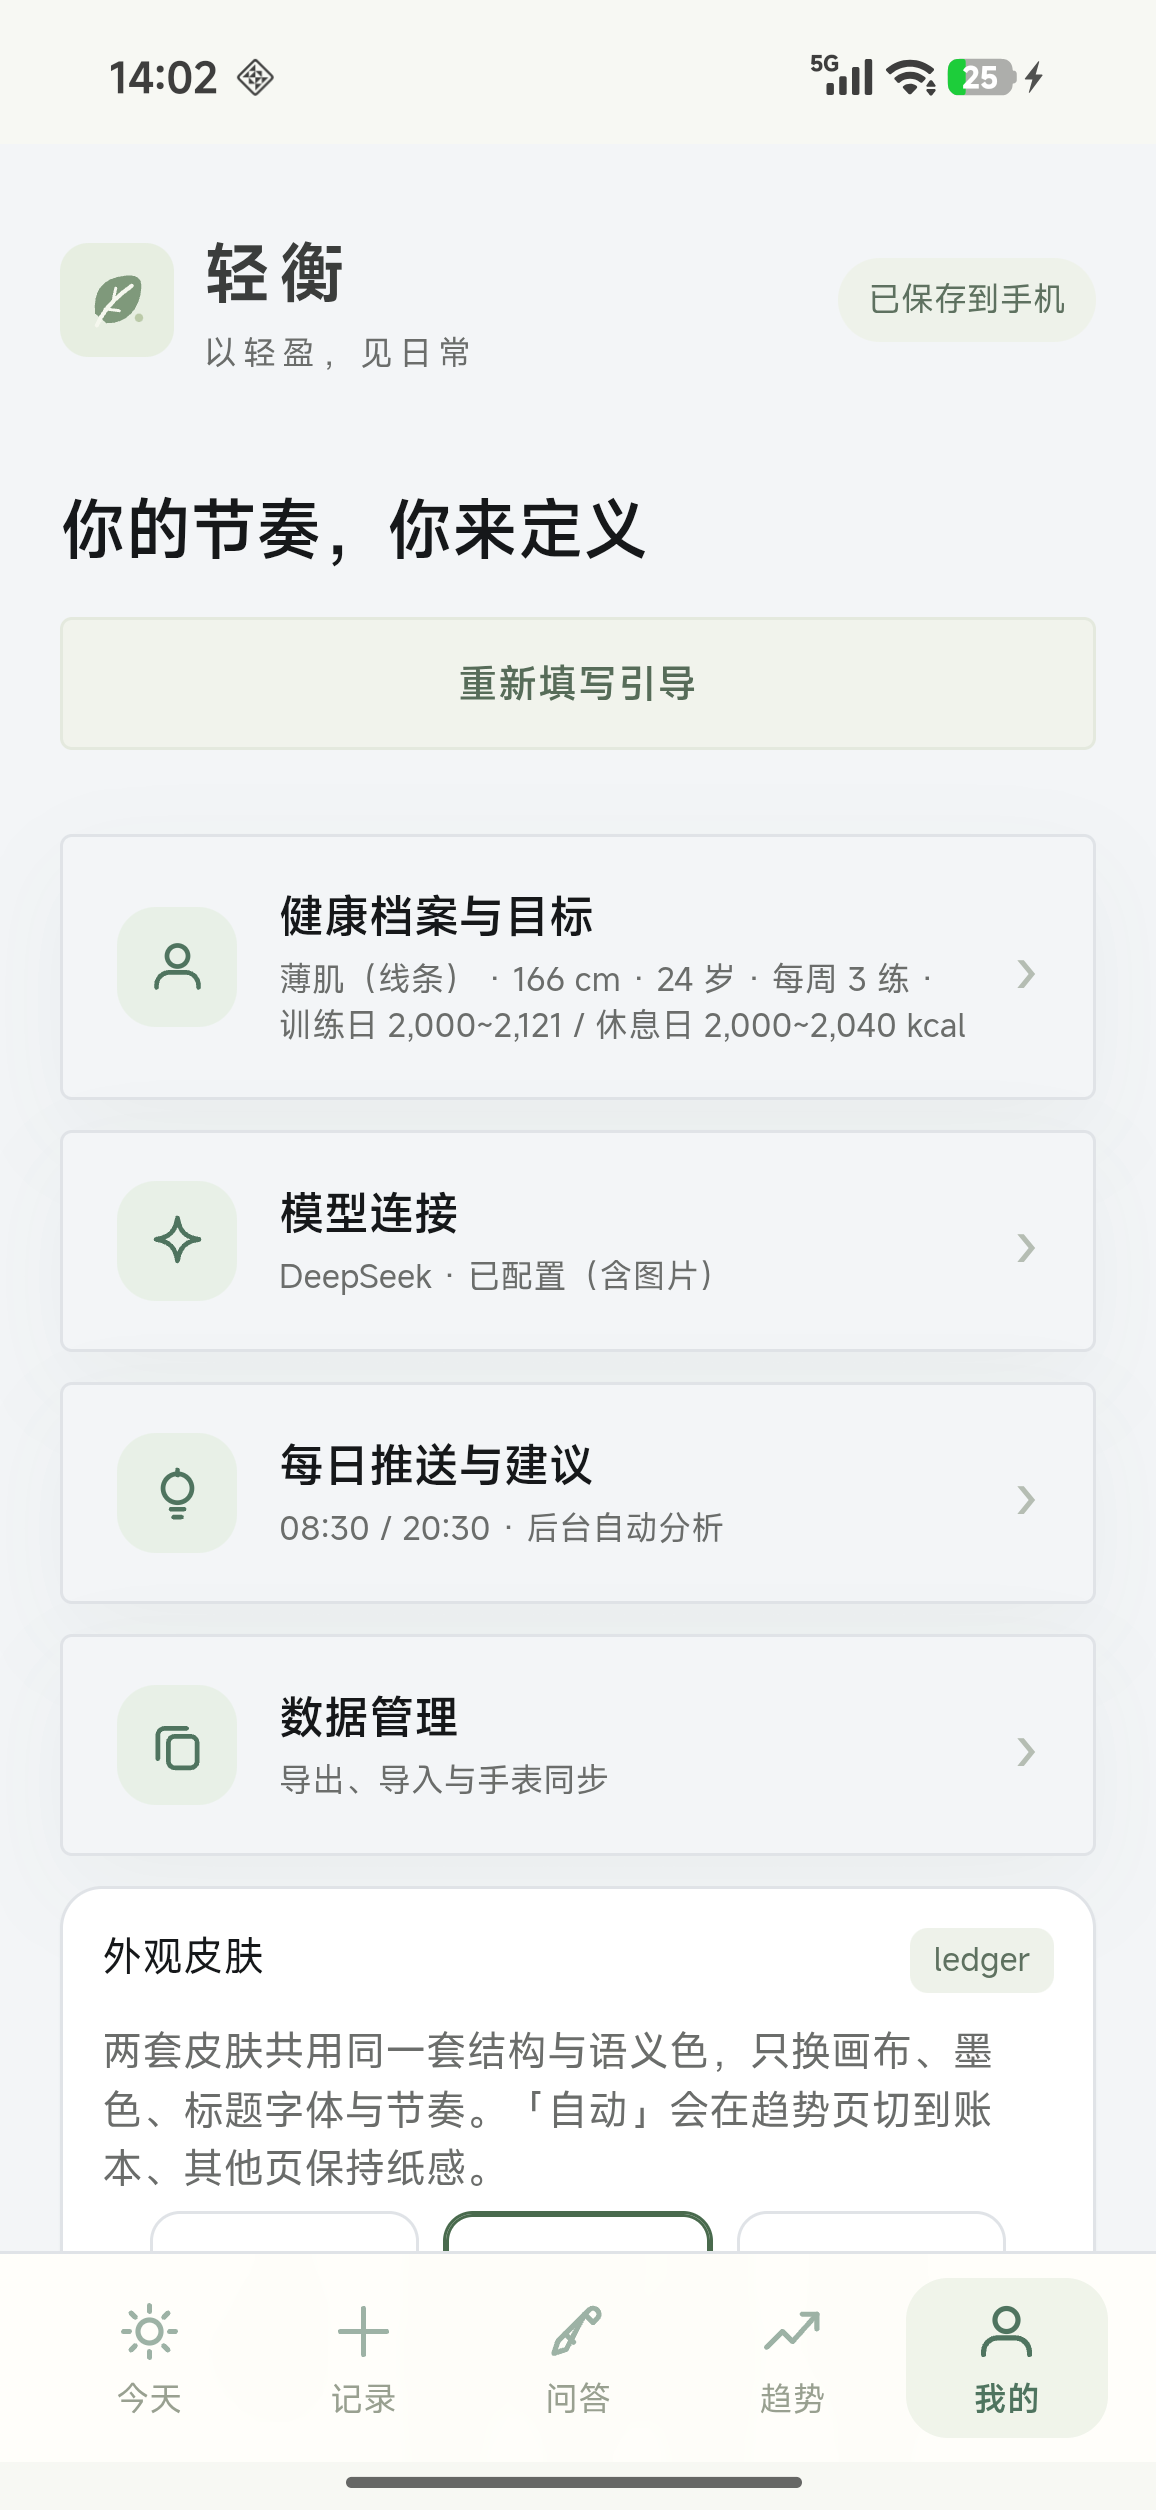 14:02
5G
25
轻衡
以轻盈，见日常
已保存到手机
你的节奏，你来定义
重新填写引导
健康档案与目标
薄肌（线条） · 166 cm · 24 岁 · 每周 3 练 ·
训练日 2,000~2,121 / 休息日 2,000~2,040 kcal
模型连接
DeepSeek · 已配置（含图片）
每日推送与建议
08:30 / 20:30 · 后台自动分析
数据管理
导出、导入与手表同步
外观皮肤
ledger
两套皮肤共用同一套结构与语义色，只换画布、墨
色、标题字体与节奏。「自动」会在趋势页切到账
本、其他页保持纸感。
今天
记录
问答
趋势
我的